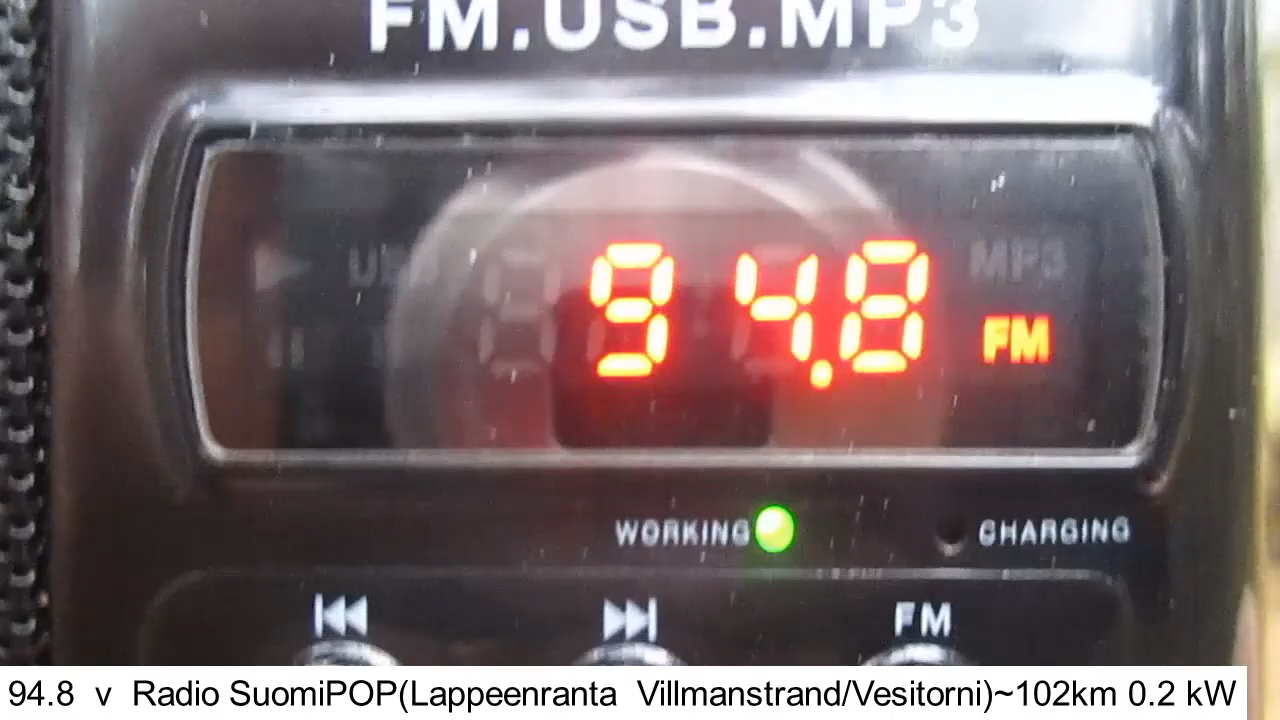 FM.USB.MP3
USB MP3
94.8 FM
WORKING CHARGING
FM
94.8 v Radio SuomiPOP(Lappeenranta Villmanstrand/Vesitorni)~102km 0.2 kW